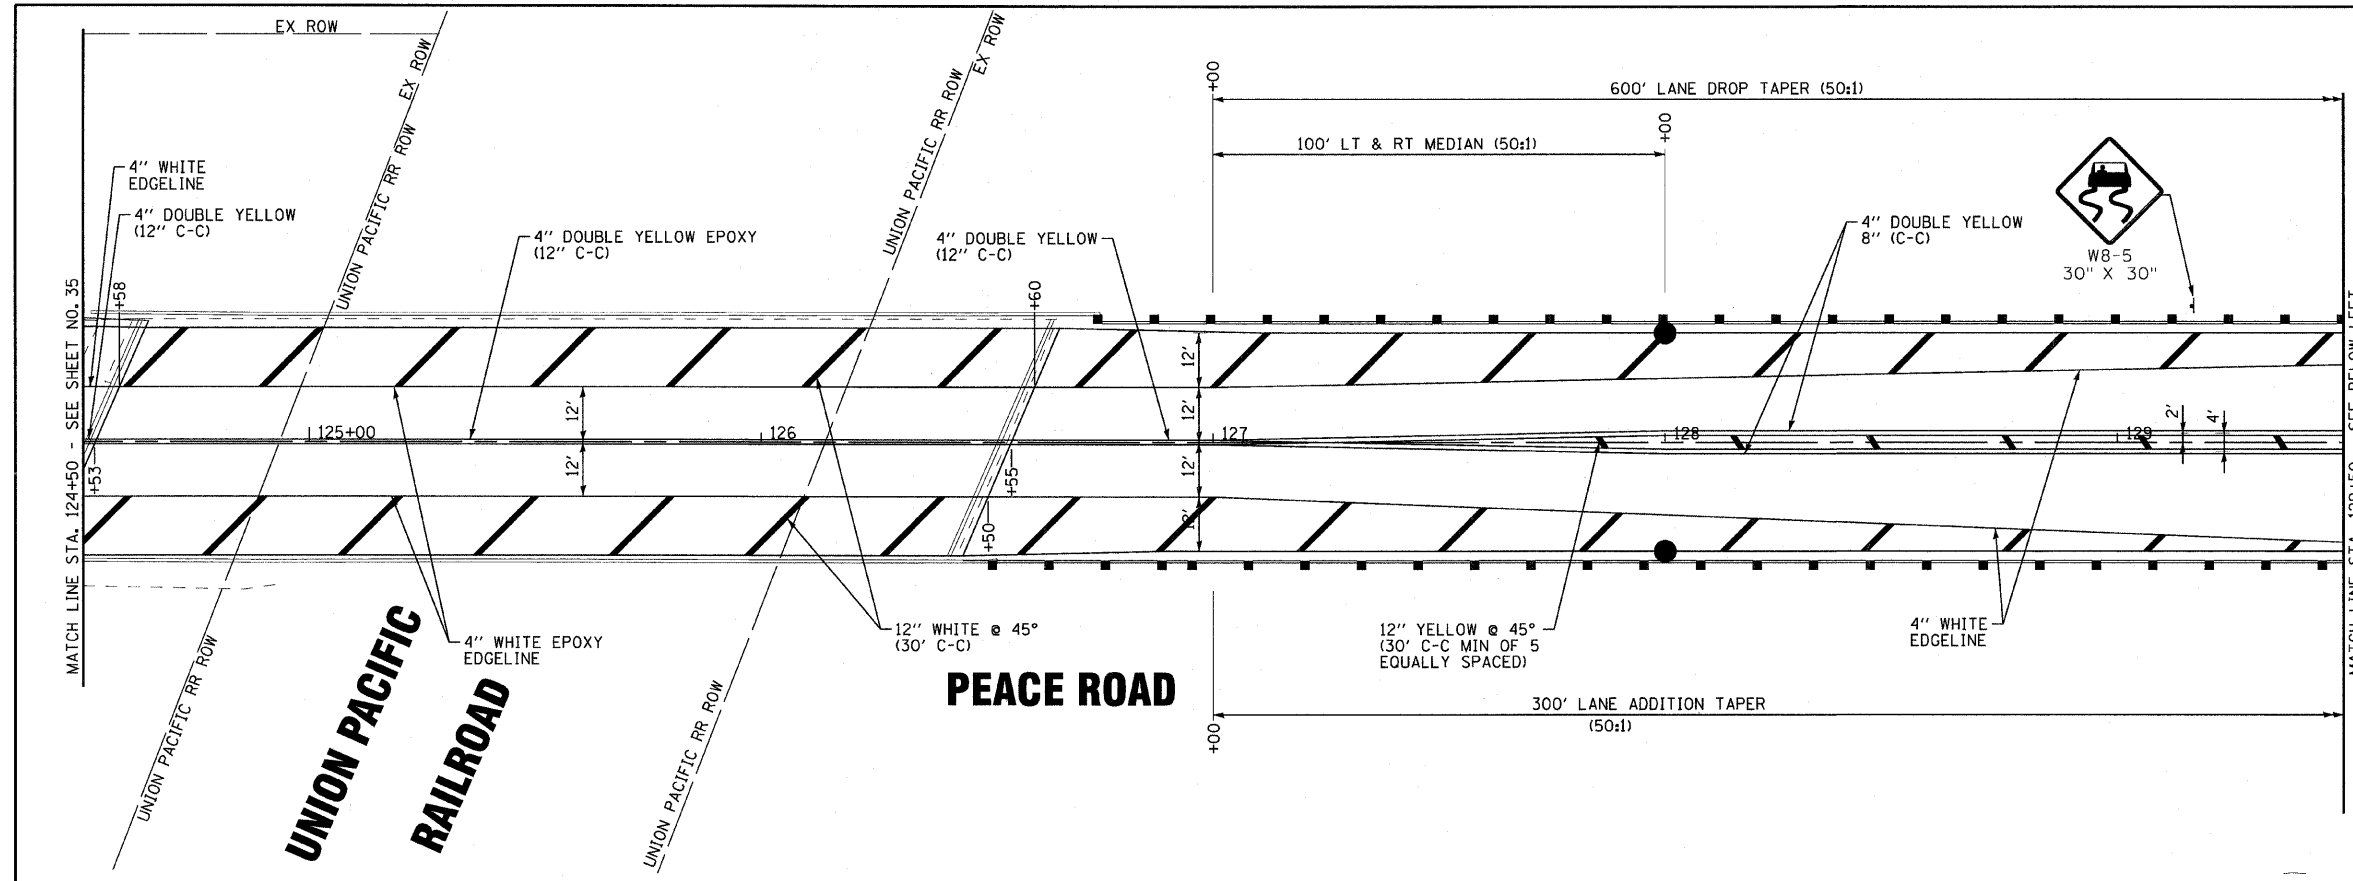 EX ROW
EX ROW
EX ROW
UNION PACIFIC RR ROW
UNION PACIFIC RR ROW
+00
600' LANE DROP TAPER (50:1)
+00
100' LT & RT MEDIAN (50:1)
4'' WHITE
EDGELINE
4'' DOUBLE YELLOW
(12'' C-C)
4'' DOUBLE YELLOW EPOXY
(12'' C-C)
4'' DOUBLE YELLOW
(12'' C-C)
4'' DOUBLE YELLOW
8'' (C-C)
W8-5
30" X 30"
+58
+60
MATCH LINE STA. 124+50 - SEE SHEET NO. 35
12'
12'
12'
12'
12'
12'
125+00
126
127
128
129
2'
4'
+53
+55
+50
4'' WHITE EPOXY
EDGELINE
12'' WHITE @ 45°
(30' C-C)
12'' YELLOW @ 45°
(30' C-C MIN OF 5
EQUALLY SPACED)
4'' WHITE
EDGELINE
UNION PACIFIC RR ROW
UNION PACIFIC
RAILROAD
UNION PACIFIC RR ROW
PEACE ROAD
300' LANE ADDITION TAPER
(50:1)
+00